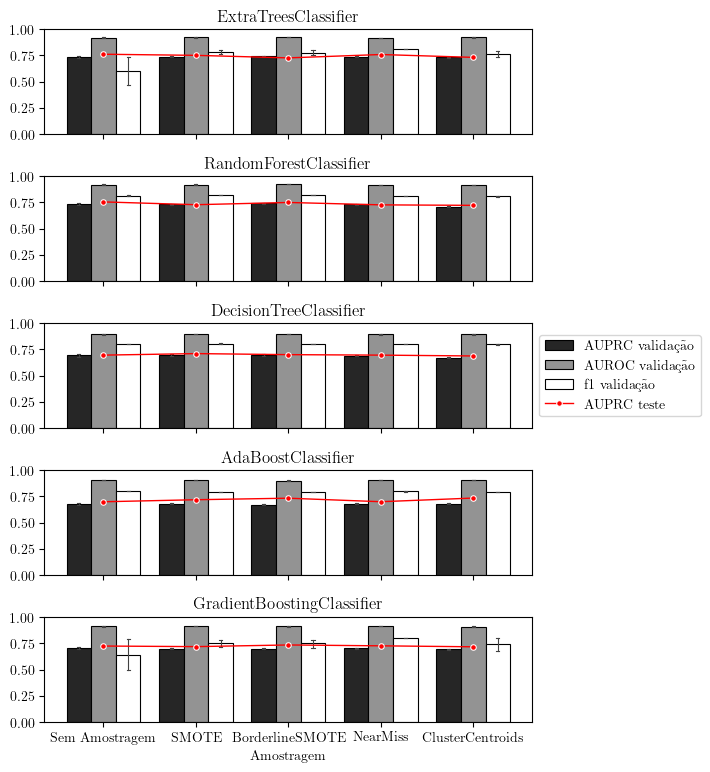 ExtraTreesClassifier
1.00
0.75
0.50
0.25
0.00
RandomForestClassifier
1.00
0.75
0.50
0.25
0.00
DecisionTreeClassifier
1.00
0.75
0.50
0.25
0.00
AUPRC validação
AUROC validação
f1 validação
AUPRC teste
AdaBoostClassifier
1.00
0.75
0.50
0.25
0.00
GradientBoostingClassifier
1.00
0.75
0.50
0.25
0.00
Sem Amostragem SMOTE BorderlineSMOTE NearMiss ClusterCentroids
Amostragem